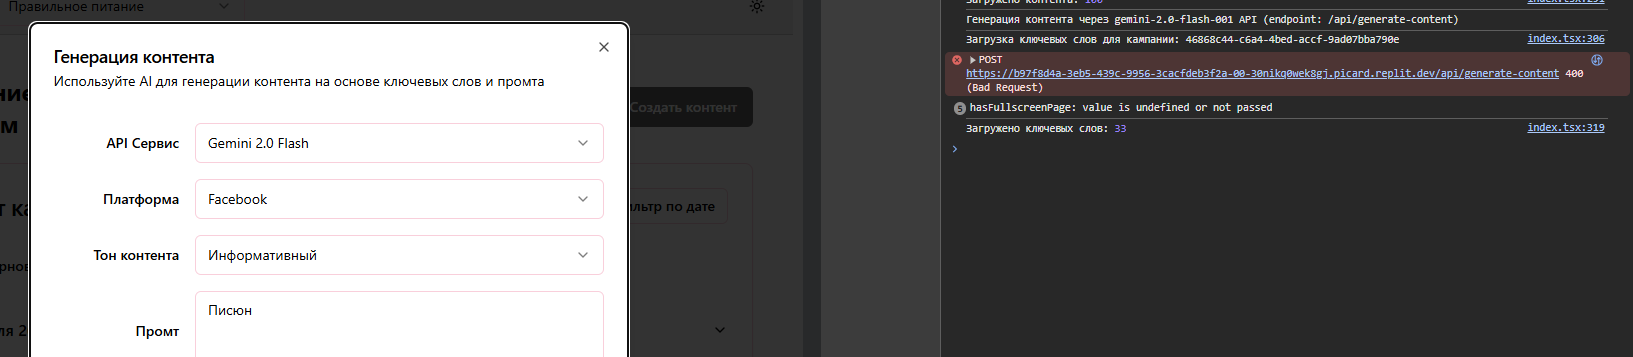 Правильное питание
Генерация контента
Используйте AI для генерации контента на основе ключевых слов и промта
Создать контент
API Сервис
Gemini 2.0 Flash
Платформа
Facebook
Тон контента
Информативный
Промт
Писюн
ильтр по дате
Генерация контента через gemini-2.0-flash-001 API (endpoint: /api/generate-content)
Загрузка ключевых слов для кампании: 46868c44-c6a4-4bed-accf-9ad07bba790e
index.tsx:306
POST
https://b97f8d4a-3eb5-439c-9956-3cacfdeb3f2a-00-30nikq0wek8gj.picard.replit.dev/api/generate-content 400
(Bad Request)
5 hasFullscreenPage: value is undefined or not passed
Загружено ключевых слов: 33
index.tsx:319